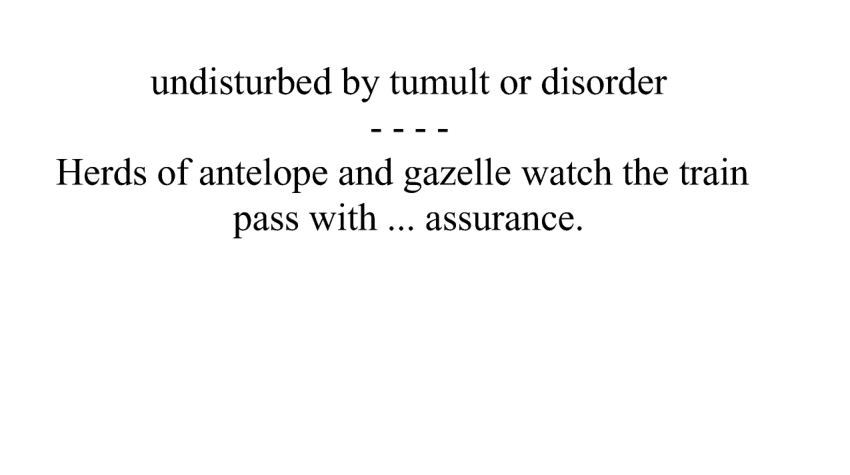 undisturbed by tumult or disorder
- - - -
Herds of antelope and gazelle watch the train
pass with ... assurance.